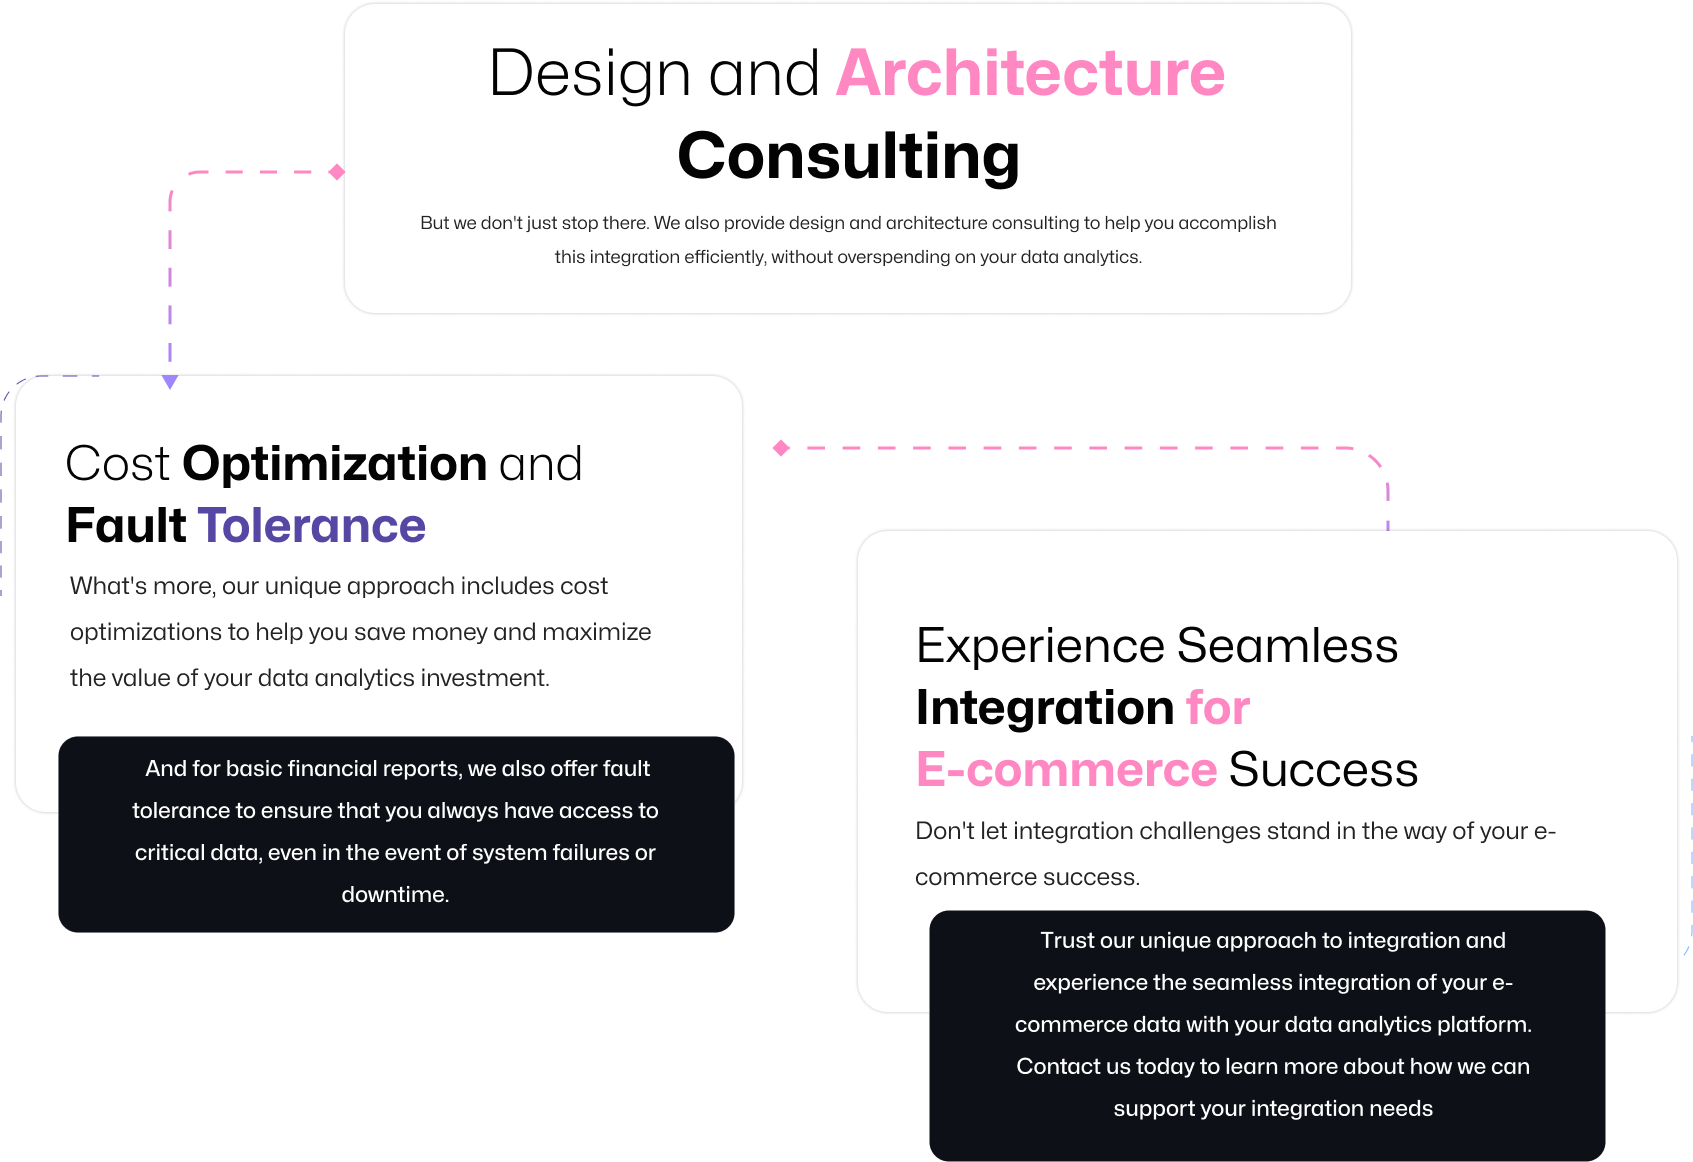 Design and Architecture
Consulting
But we don't just stop there. We also provide design and architecture consulting to help you accomplish
this integration efficiently, without overspending on your data analytics.
Cost Optimization and
Fault Tolerance
What's more, our unique approach includes cost
optimizations to help you save money and maximize
the value of your data analytics investment.
And for basic financial reports, we also offer fault
tolerance to ensure that you always have access to
critical data, even in the event of system failures or
downtime.
Experience Seamless
Integration for
E-commerce Success
Don't let integration challenges stand in the way of your e-
commerce success.
Trust our unique approach to integration and
experience the seamless integration of your e-
commerce data with your data analytics platform.
Contact us today to learn more about how we can
support your integration needs